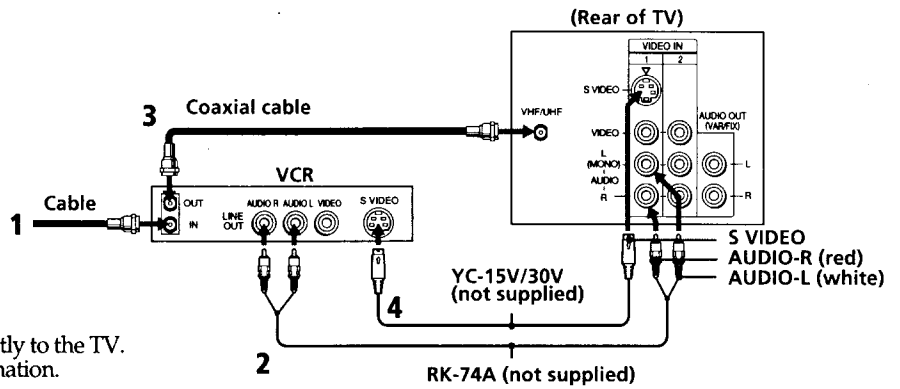 (Rear of TV)
VIDEO IN
1 2
S VIDEO
3 Coaxial cable
VHF/UHF
AUDIO OUT
(VAR/FIX)
VIDEO
L
(MONO)
AUDIO
R
L
R
VCR
1 Cable
OUT
IN
LINE
OUT
AUDIO R AUDIO L VIDEO
S VIDEO
S VIDEO
AUDIO-R (red)
AUDIO-L (white)
YC-15V/30V
(not supplied)
4
2
RK-74A (not supplied)
tly to the TV.
nation.